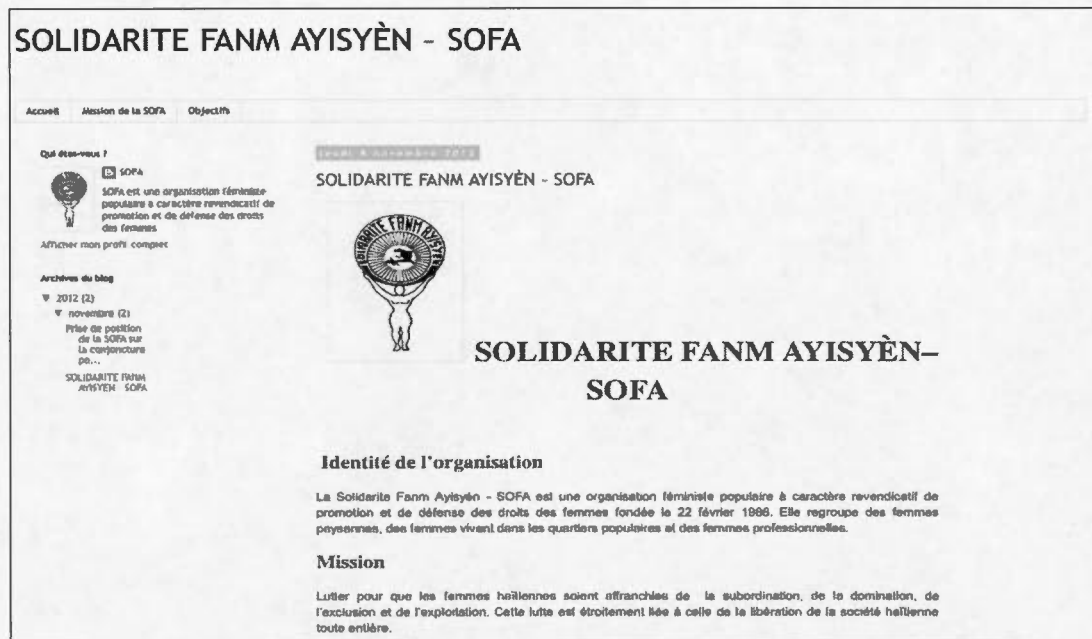 SOLIDARITE FANM AYISYÈN - SOFA
Accueil Mission de la SOFA Objectifs
Qui êtes-vous ?
SOFA
SOFA est une organisation féministe
populaire à caractère revendicatif de
promotion et de défense des droits
des femmes
Afficher mon profil complet
Archives du blog
▼ 2012 (2)
▼ novembre (2)
Prise de position
de la SOFA sur
la conjoncture
po...
SOLIDARITE FANM
AYISYÈN - SOFA
jeudi 8 novembre 2012
SOLIDARITE FANM AYISYÈN - SOFA
SOLIDARITE FANM AYISYEN
SOLIDARITE FANM AYISYÈN–
SOFA
Identité de l'organisation
La Solidarite Fanm Ayisyèn - SOFA est une organisation féministe populaire à caractère revendicatif de
promotion et de défense des droits des femmes fondée le 22 février 1986. Elle regroupe des femmes
paysannes, des femmes vivant dans les quartiers populaires et des femmes professionnelles.
Mission
Lutter pour que les femmes haïtiennes soient affranchies de la subordination, de la domination, de
l'exclusion et de l'exploitation. Cette lutte est étroitement liée à celle de la libération de la société haïtienne
toute entière.